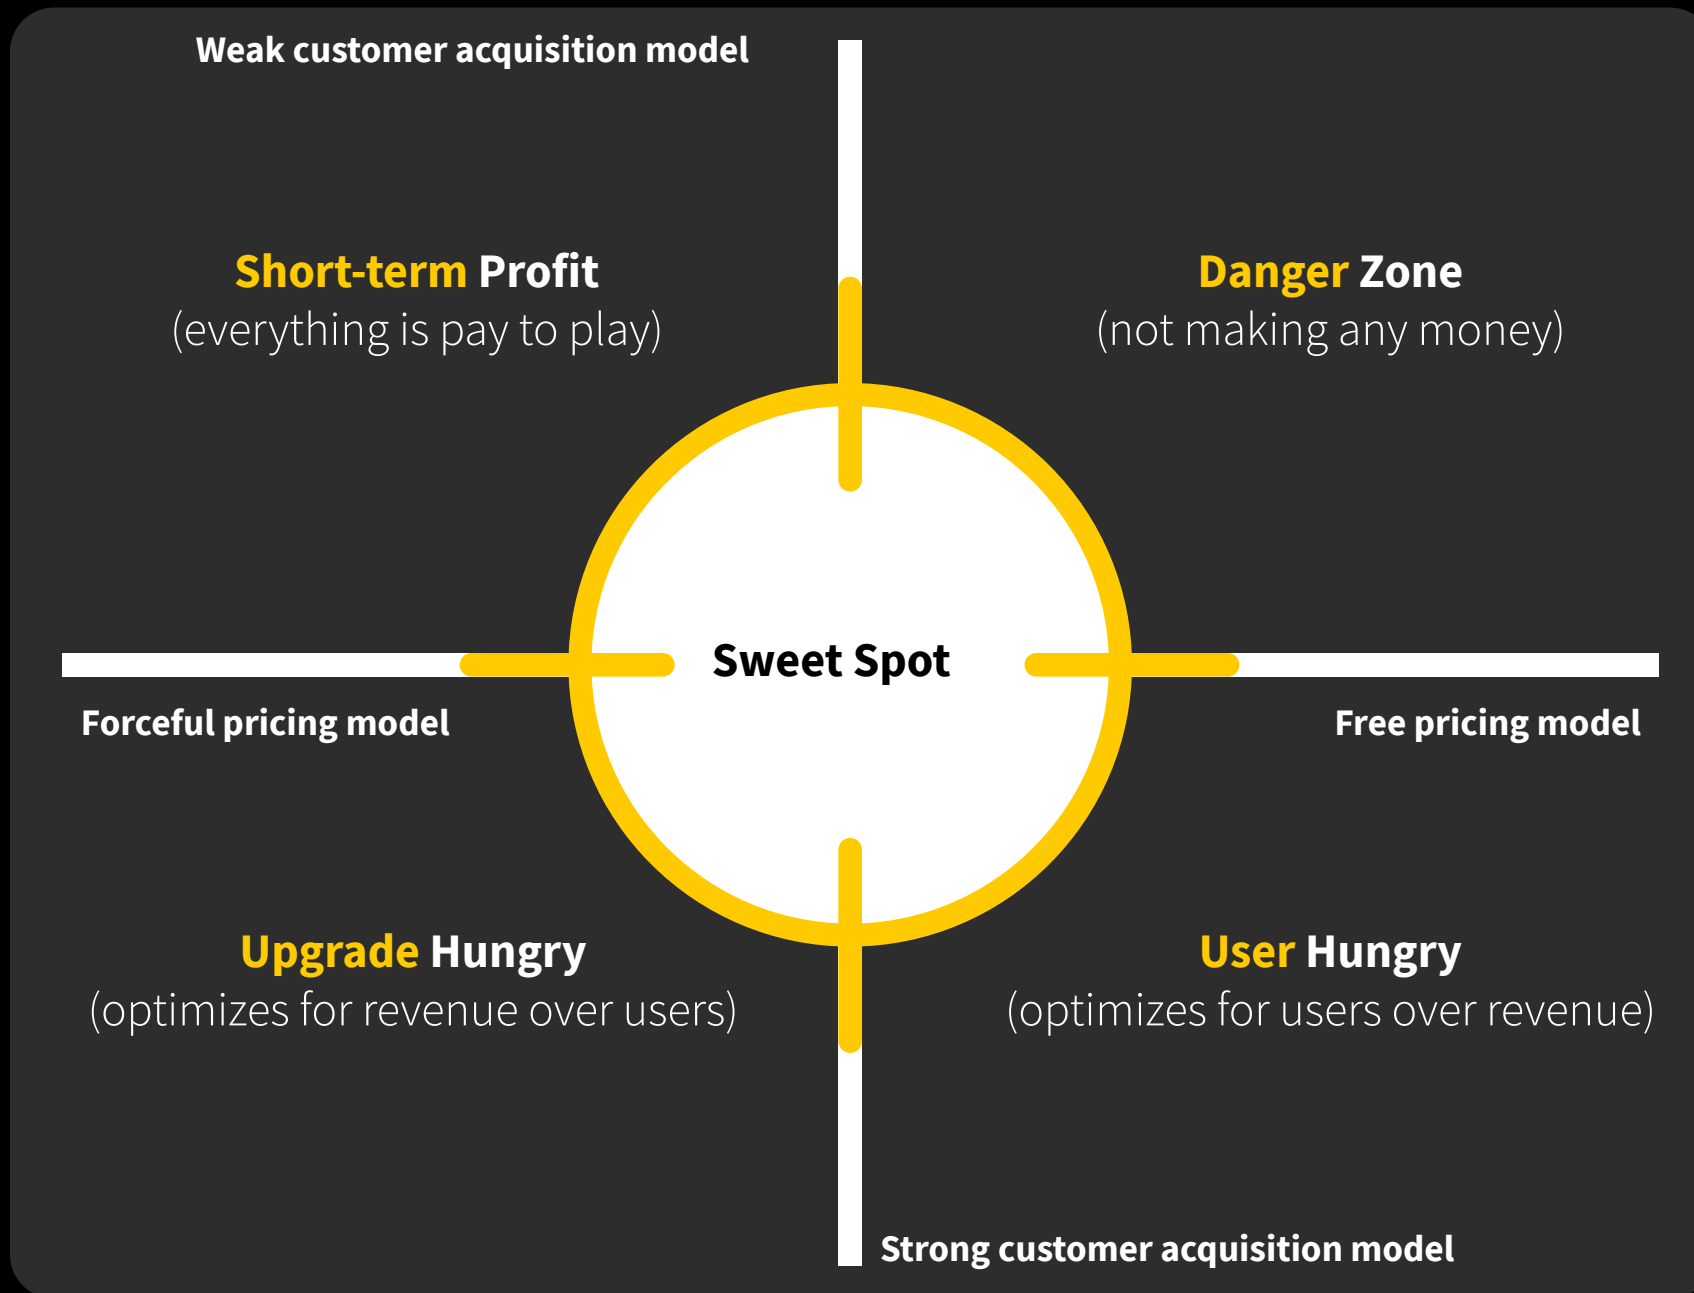 Weak customer acquisition model
Short-term Profit
(everything is pay to play)
Danger Zone
(not making any money)
Sweet Spot
Forceful pricing model
Free pricing model
Upgrade Hungry
(optimizes for revenue over users)
User Hungry
(optimizes for users over revenue)
Strong customer acquisition model